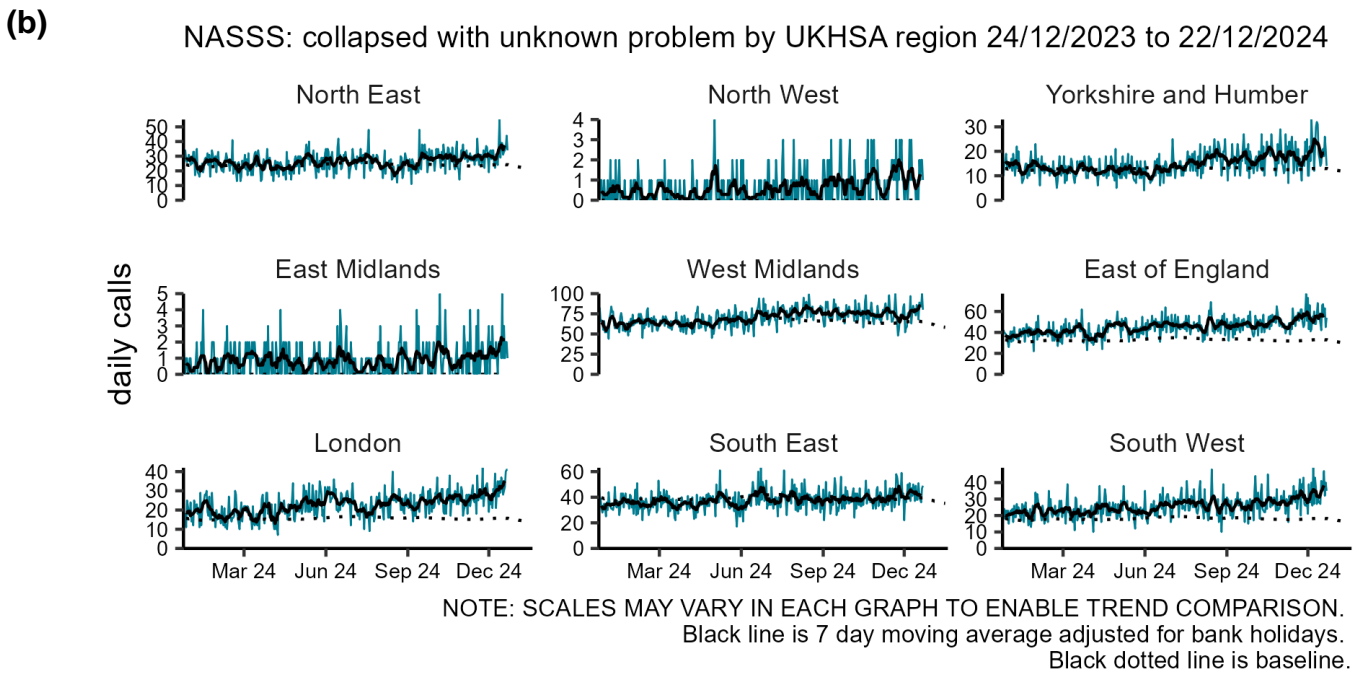 (b)
NASSS: collapsed with unknown problem by UKHSA region 24/12/2023 to 22/12/2024
North East
North West
Yorkshire and Humber
50
40
30
20
10
0
4
3
2
1
0
30
20
10
0
daily calls
East Midlands
West Midlands
East of England
5
4
3
2
1
0
100
75
50
25
0
60
40
20
0
London
South East
South West
40
30
20
10
0
60
40
20
0
40
30
20
10
0
Mar 24 Jun 24 Sep 24 Dec 24
Mar 24 Jun 24 Sep 24 Dec 24
Mar 24 Jun 24 Sep 24 Dec 24
NOTE: SCALES MAY VARY IN EACH GRAPH TO ENABLE TREND COMPARISON.
Black line is 7 day moving average adjusted for bank holidays.
Black dotted line is baseline.